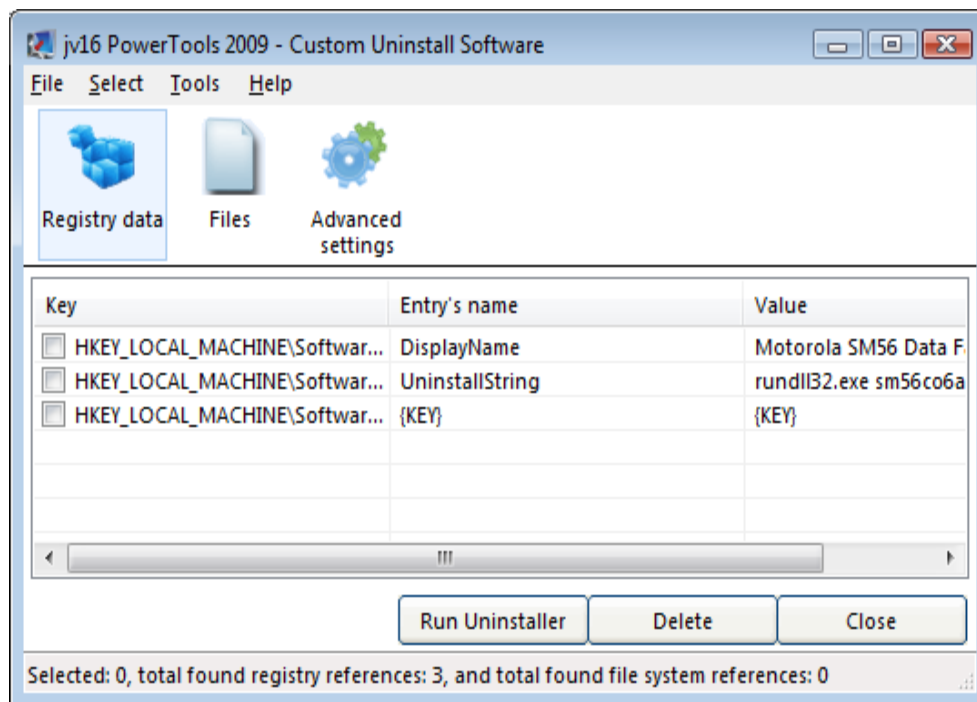 jv16 PowerTools 2009 - Custom Uninstall Software
File Select Tools Help
Registry data Files Advanced settings
Key Entry's name Value
HKEY_LOCAL_MACHINE\Softwar... DisplayName Motorola SM56 Data F
HKEY_LOCAL_MACHINE\Softwar... UninstallString rundll32.exe sm56co6a
HKEY_LOCAL_MACHINE\Softwar... {KEY} {KEY}
Run Uninstaller Delete Close
Selected: 0, total found registry references: 3, and total found file system references: 0